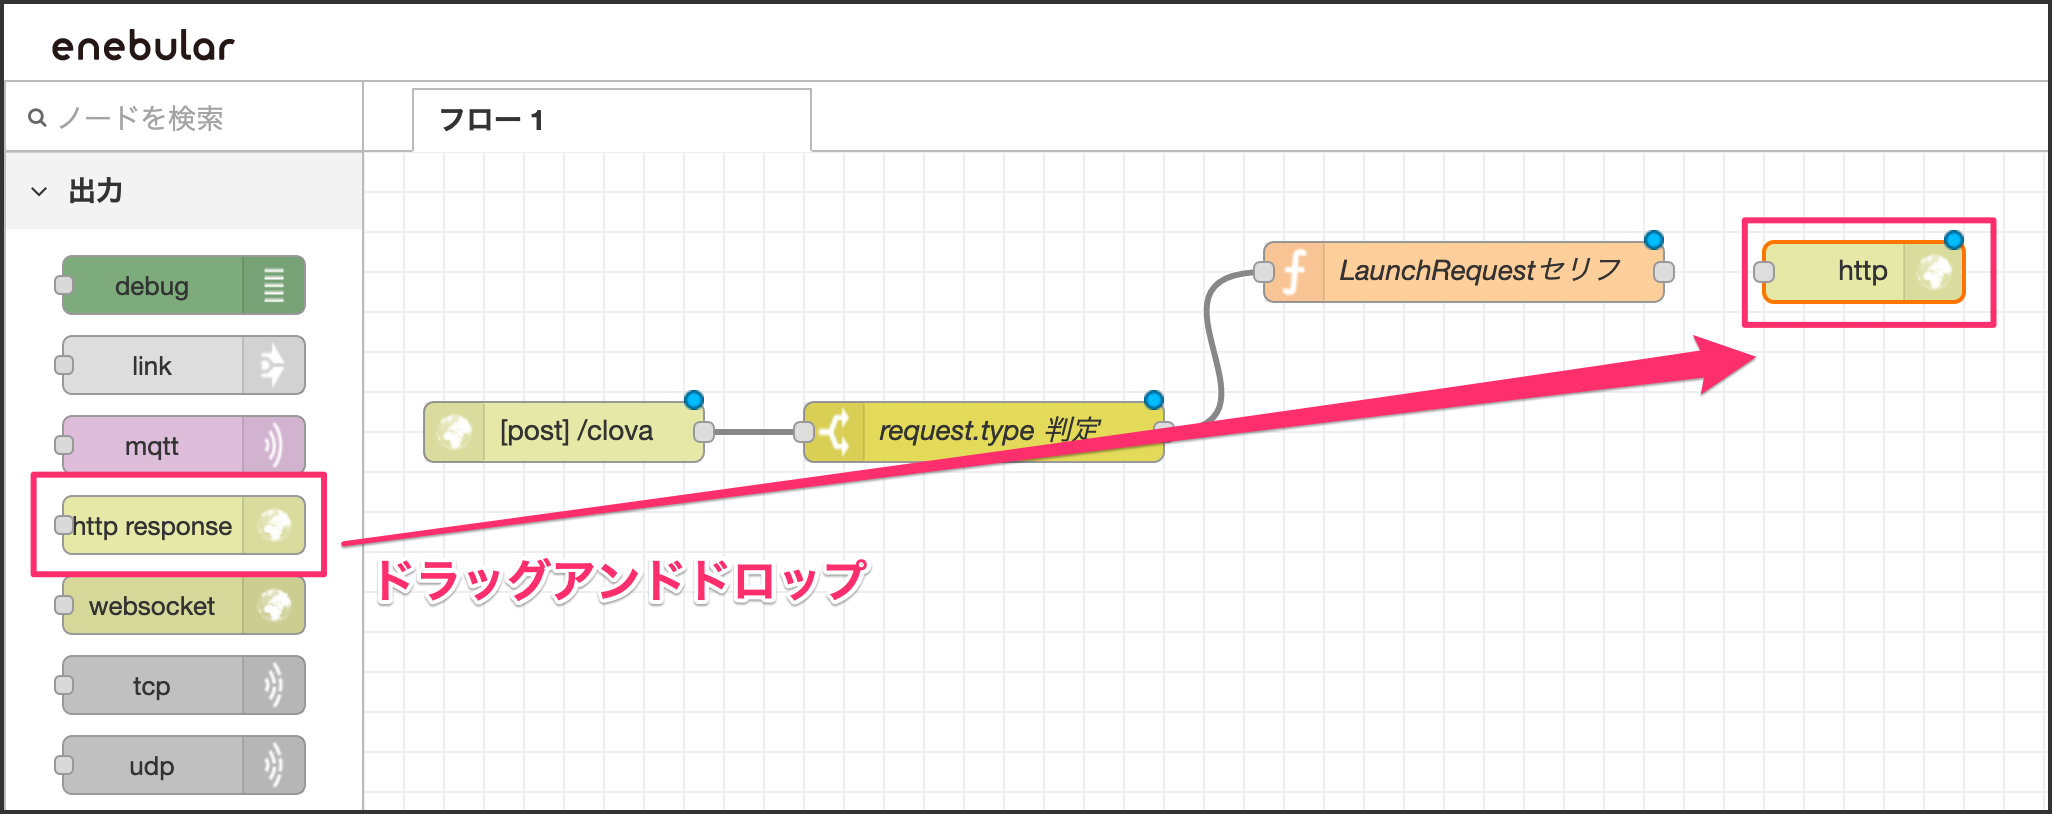 enebular
ノードを検索
フロー 1
出力
debug
link
mqtt
http response
websocket
tcp
udp
[post] /clova
request.type 判定
LaunchRequestセリフ
http
ドラッグアンドドロップ